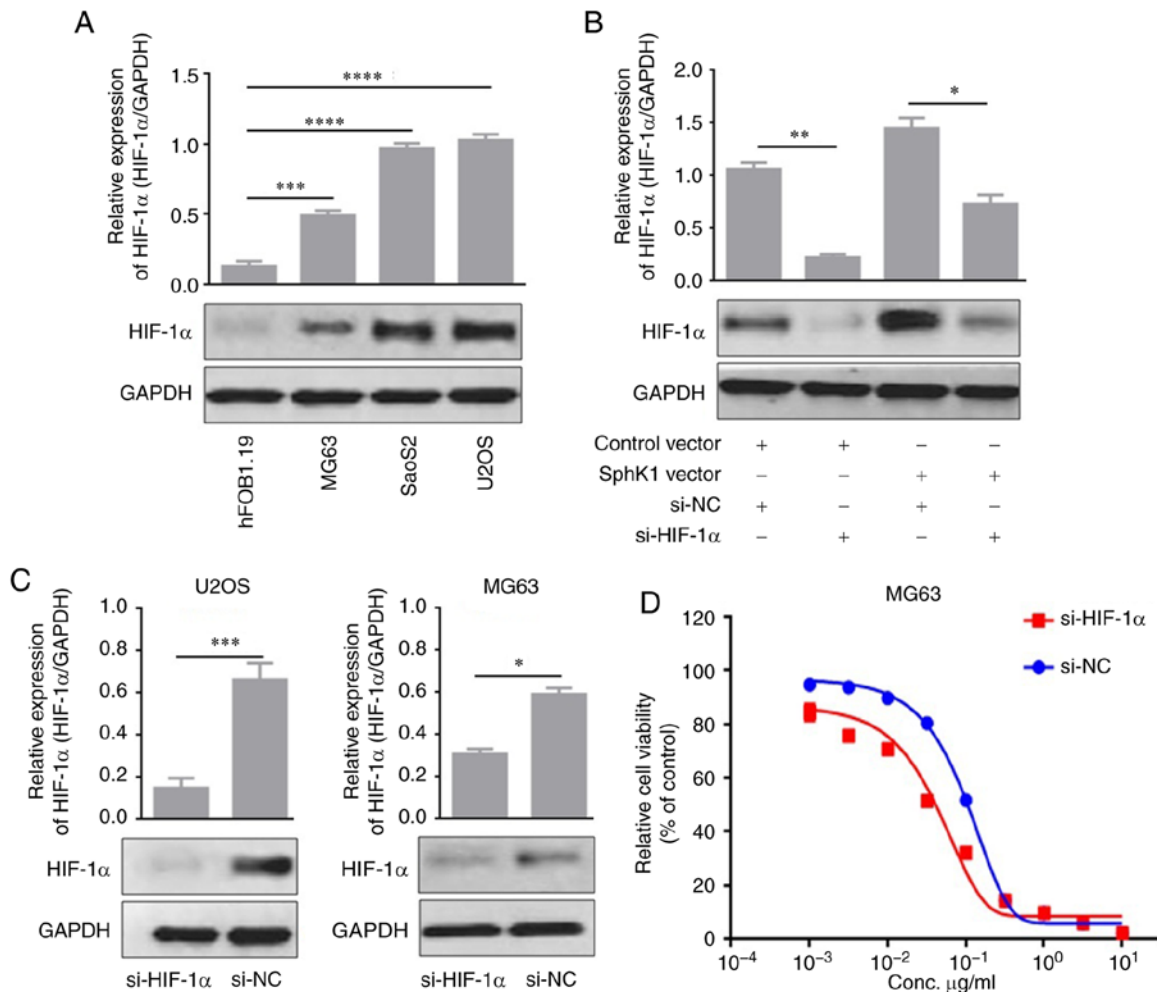 A
Relative expression
of HIF-1α (HIF-1α/GAPDH)
1.5
1.0
0.5
0.0
***
****
****
HIF-1α
GAPDH
hFOB1.19
MG63
SaoS2
U2OS
B
Relative expression
of HIF-1α (HIF-1α/GAPDH)
2.0
1.5
1.0
0.5
0.0
**
*
HIF-1α
GAPDH
Control vector + + – –
SphK1 vector – – + +
si-NC + – + –
si-HIF-1α – + – +
C
U2OS
Relative expression
of HIF-1α (HIF-1α/GAPDH)
1.0
0.8
0.6
0.4
0.2
0.0
***
HIF-1α
GAPDH
si-HIF-1α si-NC
MG63
Relative expression
of HIF-1α (HIF-1α/GAPDH)
1.0
0.8
0.6
0.4
0.2
0.0
*
HIF-1α
GAPDH
si-HIF-1α si-NC
D
MG63
si-HIF-1α
si-NC
Relative cell viability
(% of control)
120
100
80
60
40
20
0
10⁻⁴ 10⁻³ 10⁻² 10⁻¹ 10⁰ 10¹
Conc. μg/ml